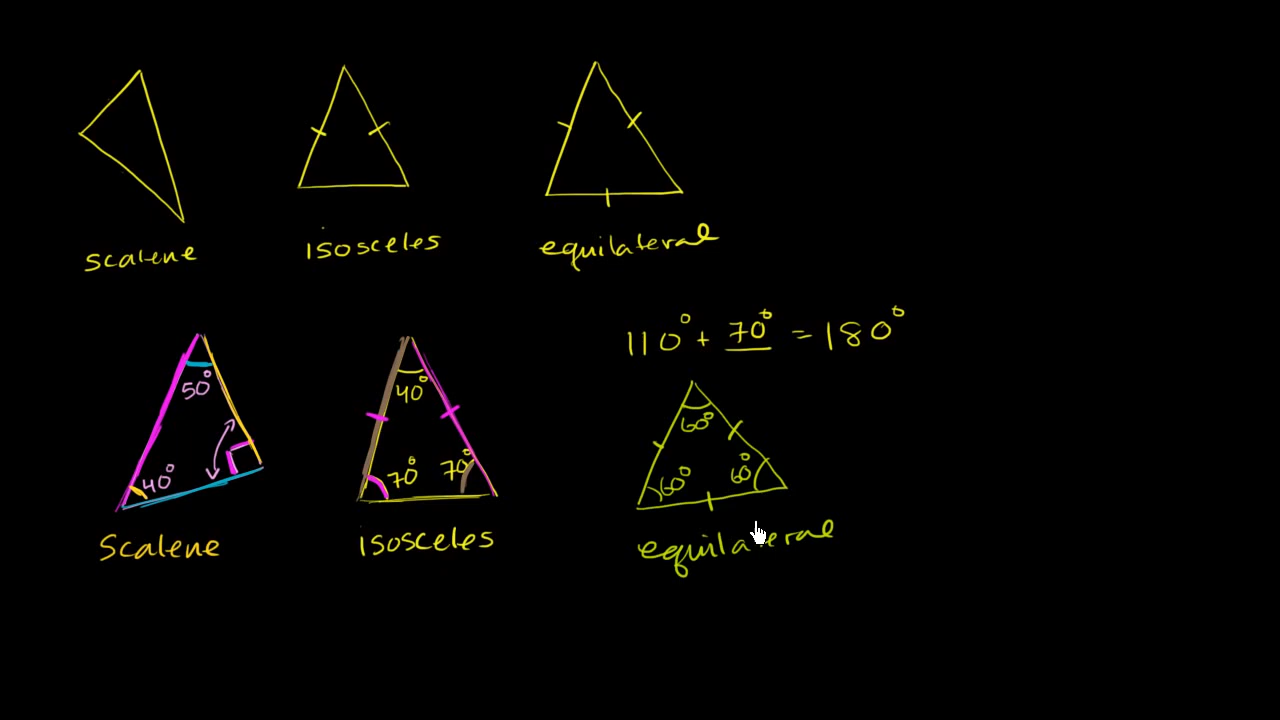 scalene
isosceles
equilateral
110° + 70° = 180°
50°
40°
60°
40°
70°
70°
60°
60°
Scalene
isosceles
equilateral